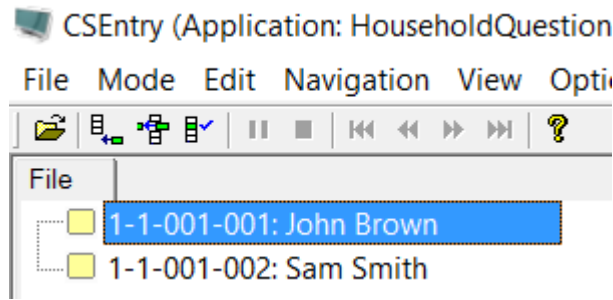 CSEntry (Application: HouseholdQuestion
File Mode Edit Navigation View Opti
File
1-1-001-001: John Brown
1-1-001-002: Sam Smith